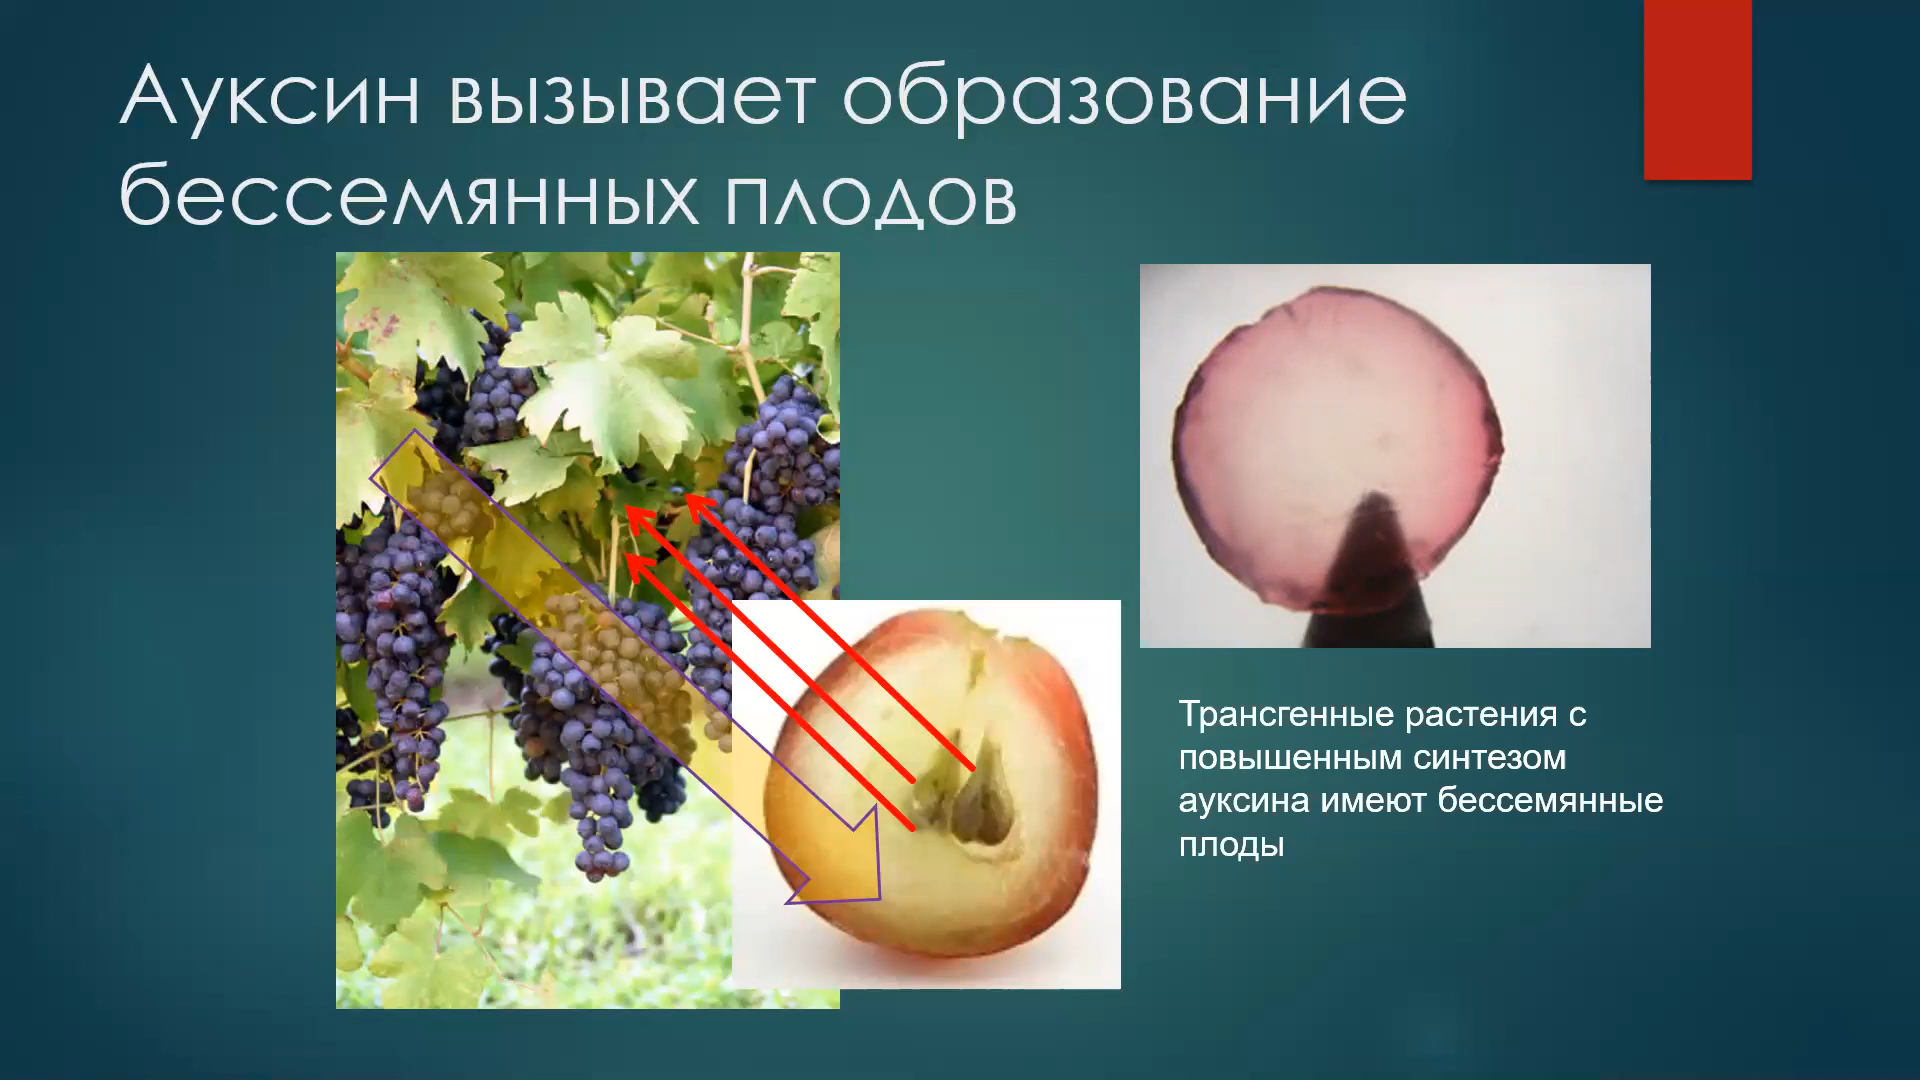 Ауксин вызывает образование
бессемянных плодов
Трансгенные растения с
повышенным синтезом
ауксина имеют бессемянные
плоды